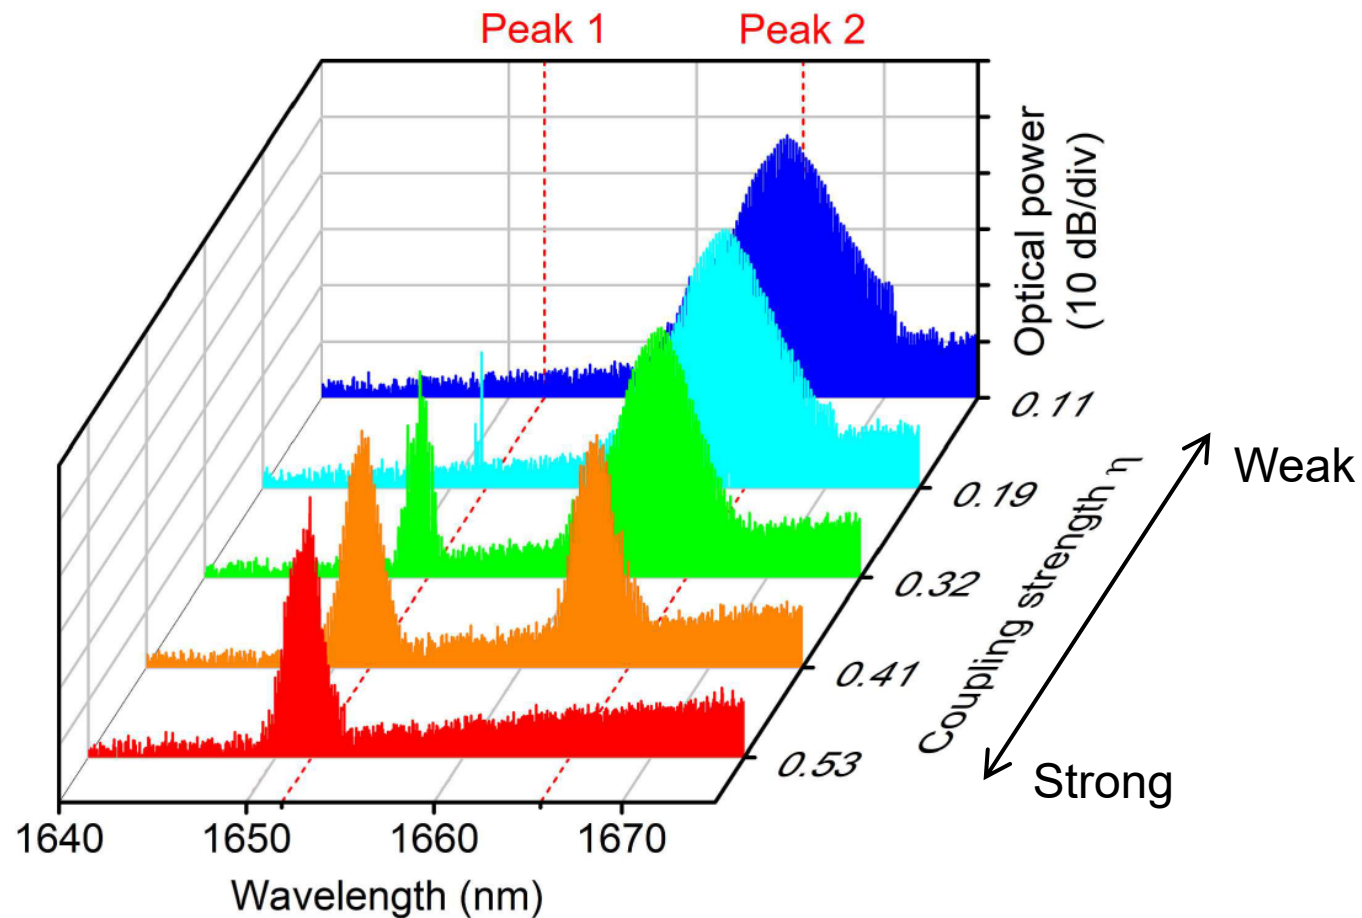 Peak 1
Peak 2
Optical power
(10 dB/div)
0.11
0.19
0.32
0.41
0.53
Coupling strength η
Weak
Strong
1640
1650
1660
1670
Wavelength (nm)